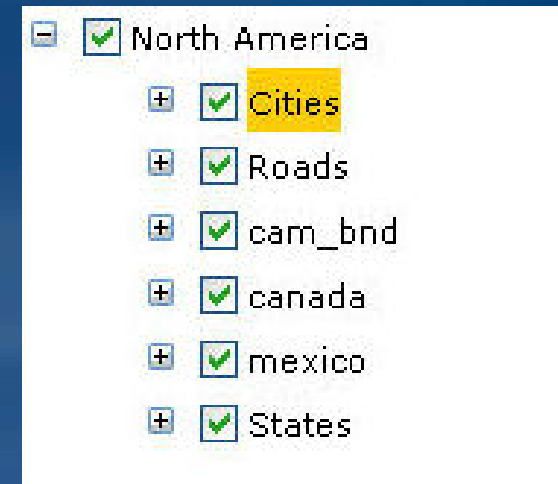 North America
Cities
Roads
cam_bnd
canada
mexico
States